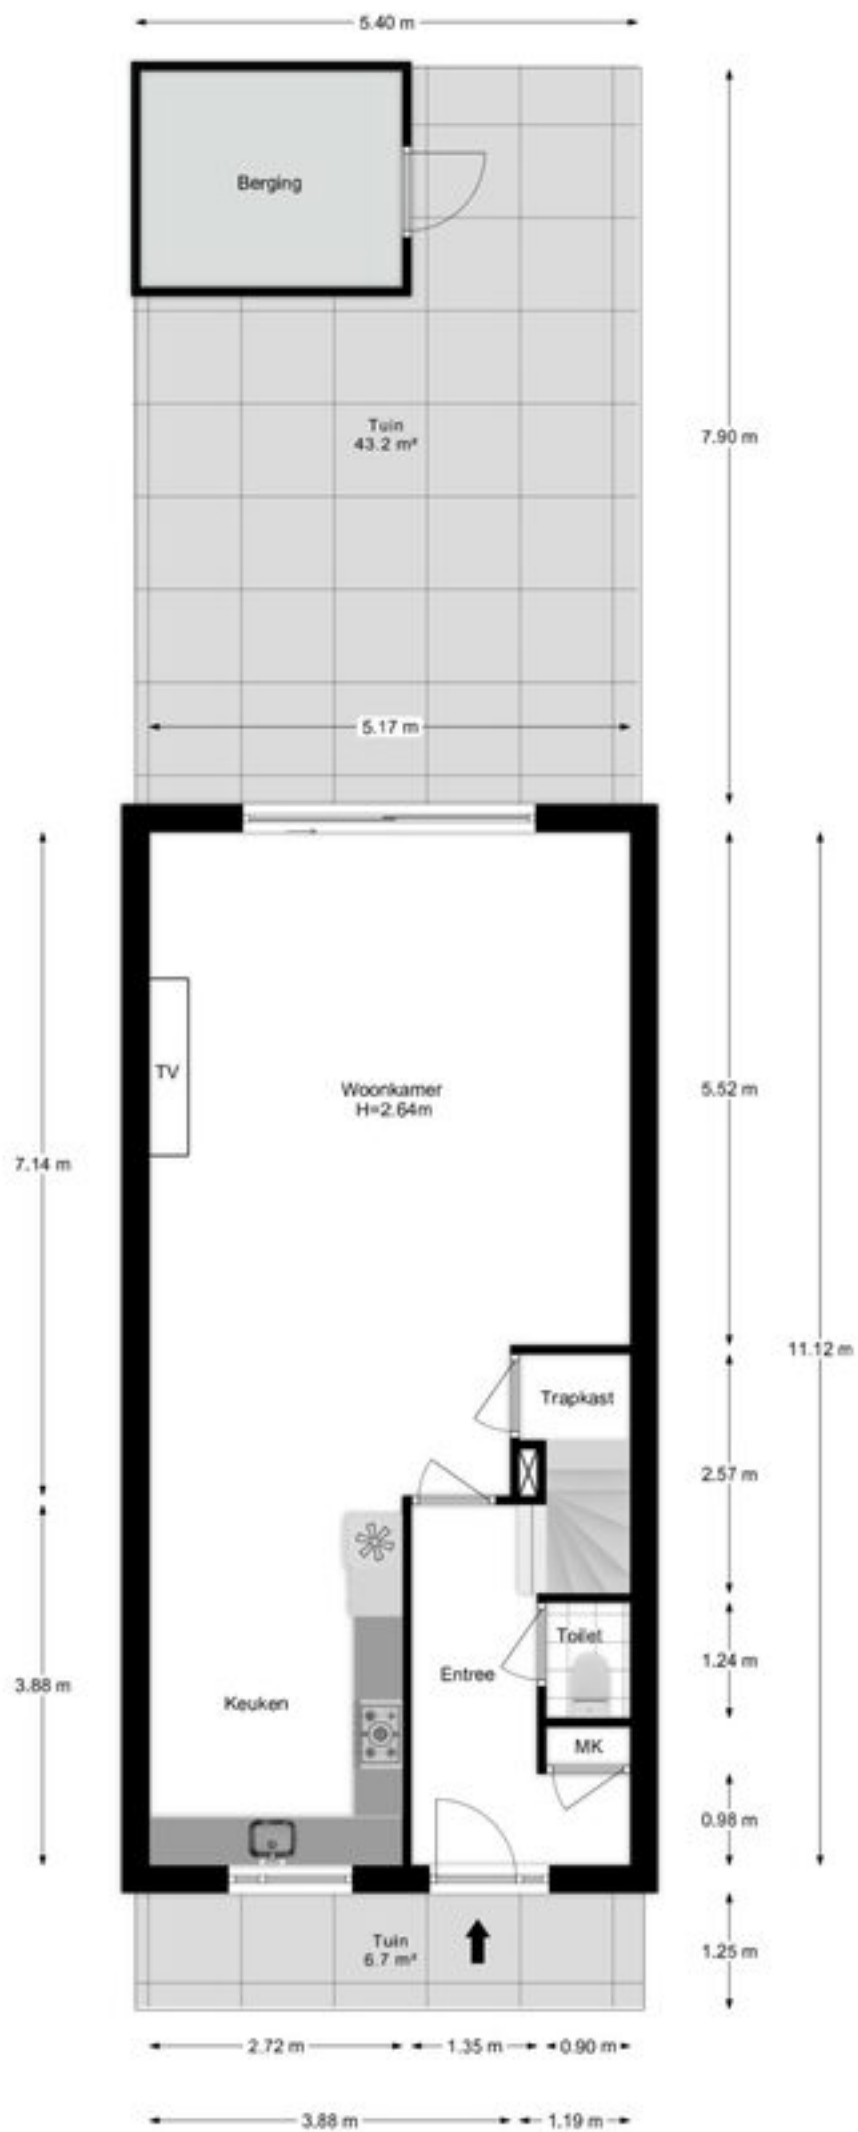 5.40 m
Berging
Tuin
43.2 m²
7.90 m
5.17 m
TV
Woonkamer
H=2.64m
5.52 m
7.14 m
11.12 m
Trapkast
2.57 m
Toilet
1.24 m
Entree
3.88 m
Keuken
MK
0.98 m
Tuin
6.7 m²
1.25 m
2.72 m
1.35 m
0.90 m
3.88 m
1.19 m